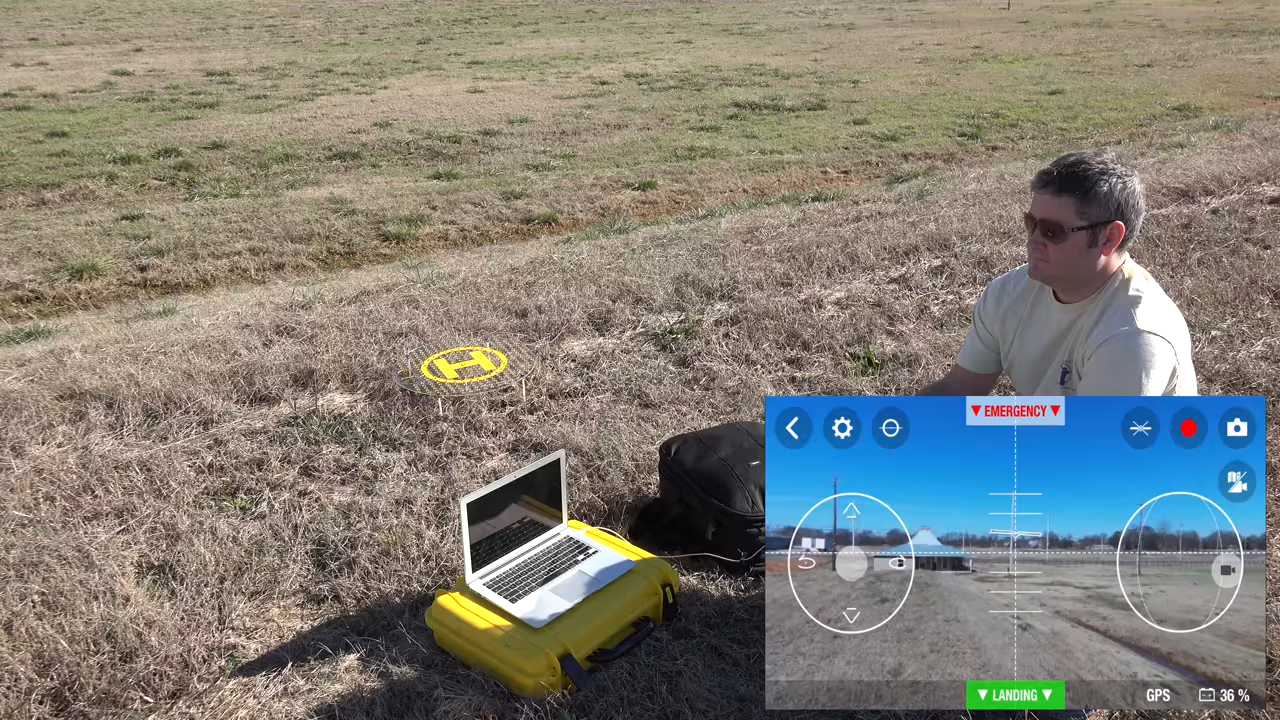 H
▼ EMERGENCY ▼
▼ LANDING ▼
GPS
36 %